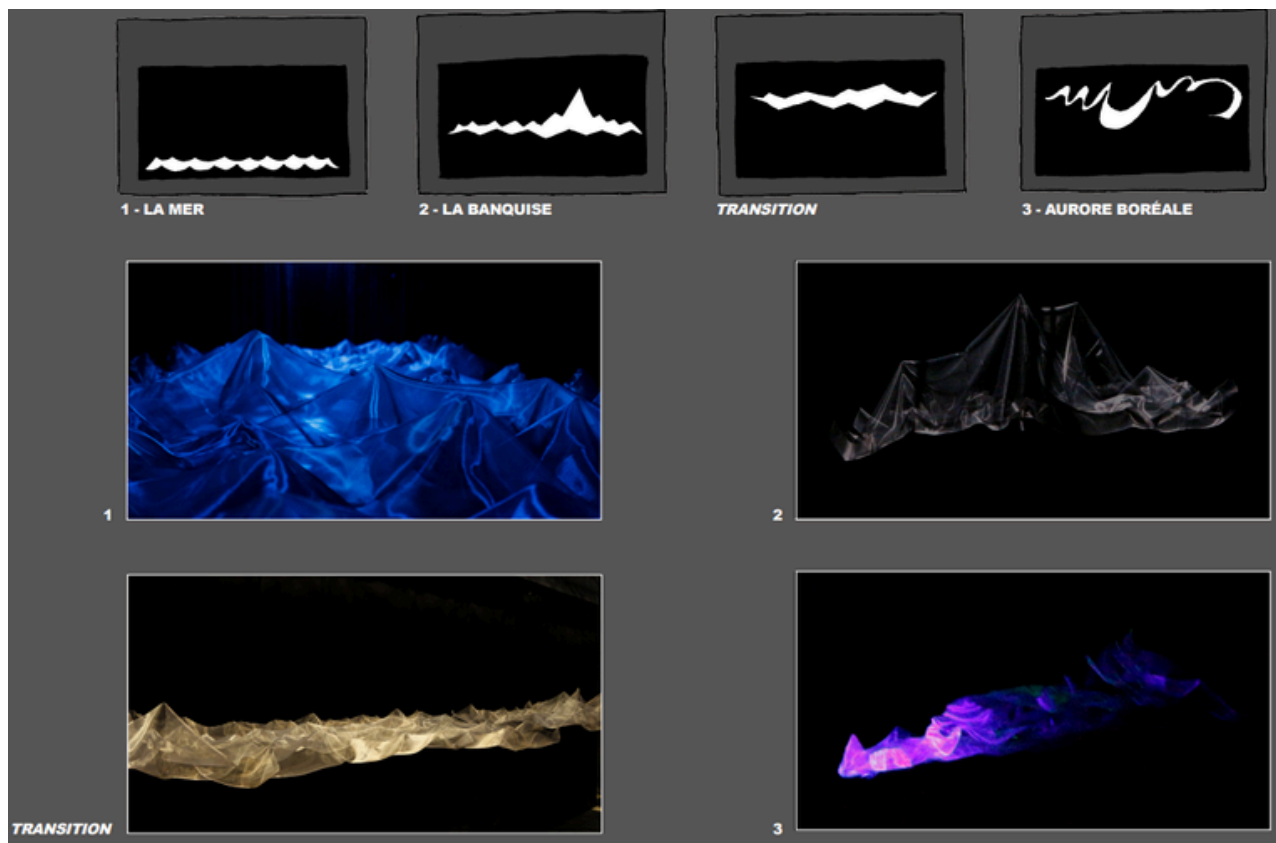 1 - LA MER
2 - LA BANQUISE
TRANSITION
3 - AURORE BORÉALE
1
2
TRANSITION
3